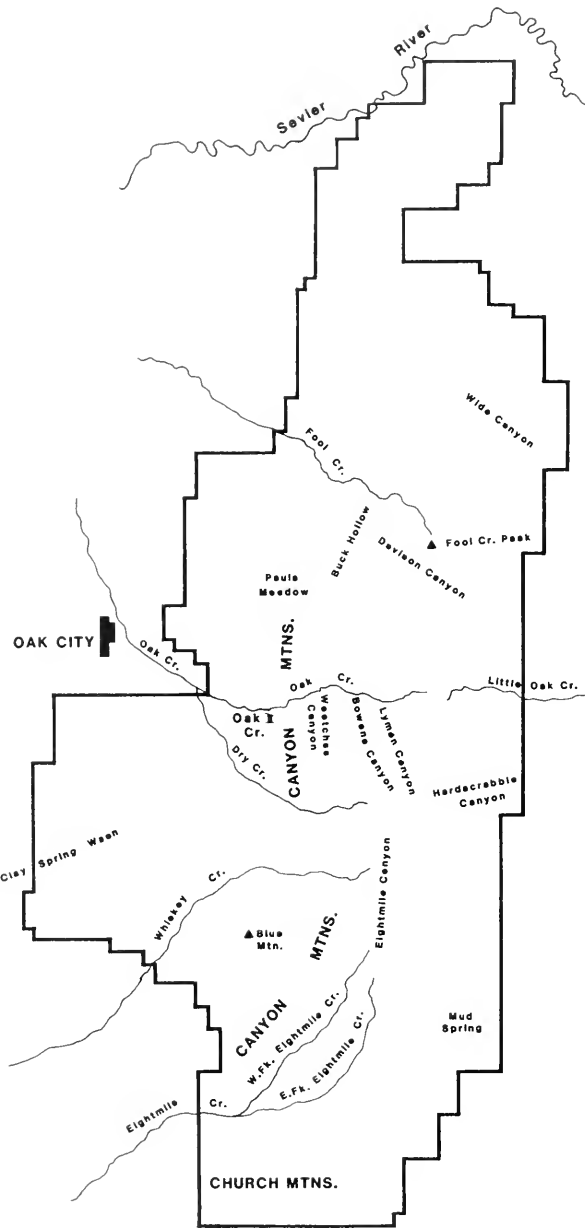 Sevier River
Wide Canyon
Fool Cr.
Buck Hollow
Davison Canyon
Fool Cr. Peak
Pauls
Meadow
OAK CITY
MTNS.
Oak Cr.
Oak Cr.
Little Oak Cr.
Oak
Cr.
CANYON
Weetches
Canyon
Bowens Canyon
Lyman Canyon
Dry Cr.
Hardscrabble
Canyon
Clay Spring Wash
Whiskey Cr.
Eightmile Canyon
Blue
Mtn.
MTNS.
CANYON
W.Fk. Eightmile Cr.
E.Fk. Eightmile Cr.
Mud
Spring
Eightmile Cr.
CHURCH MTNS.